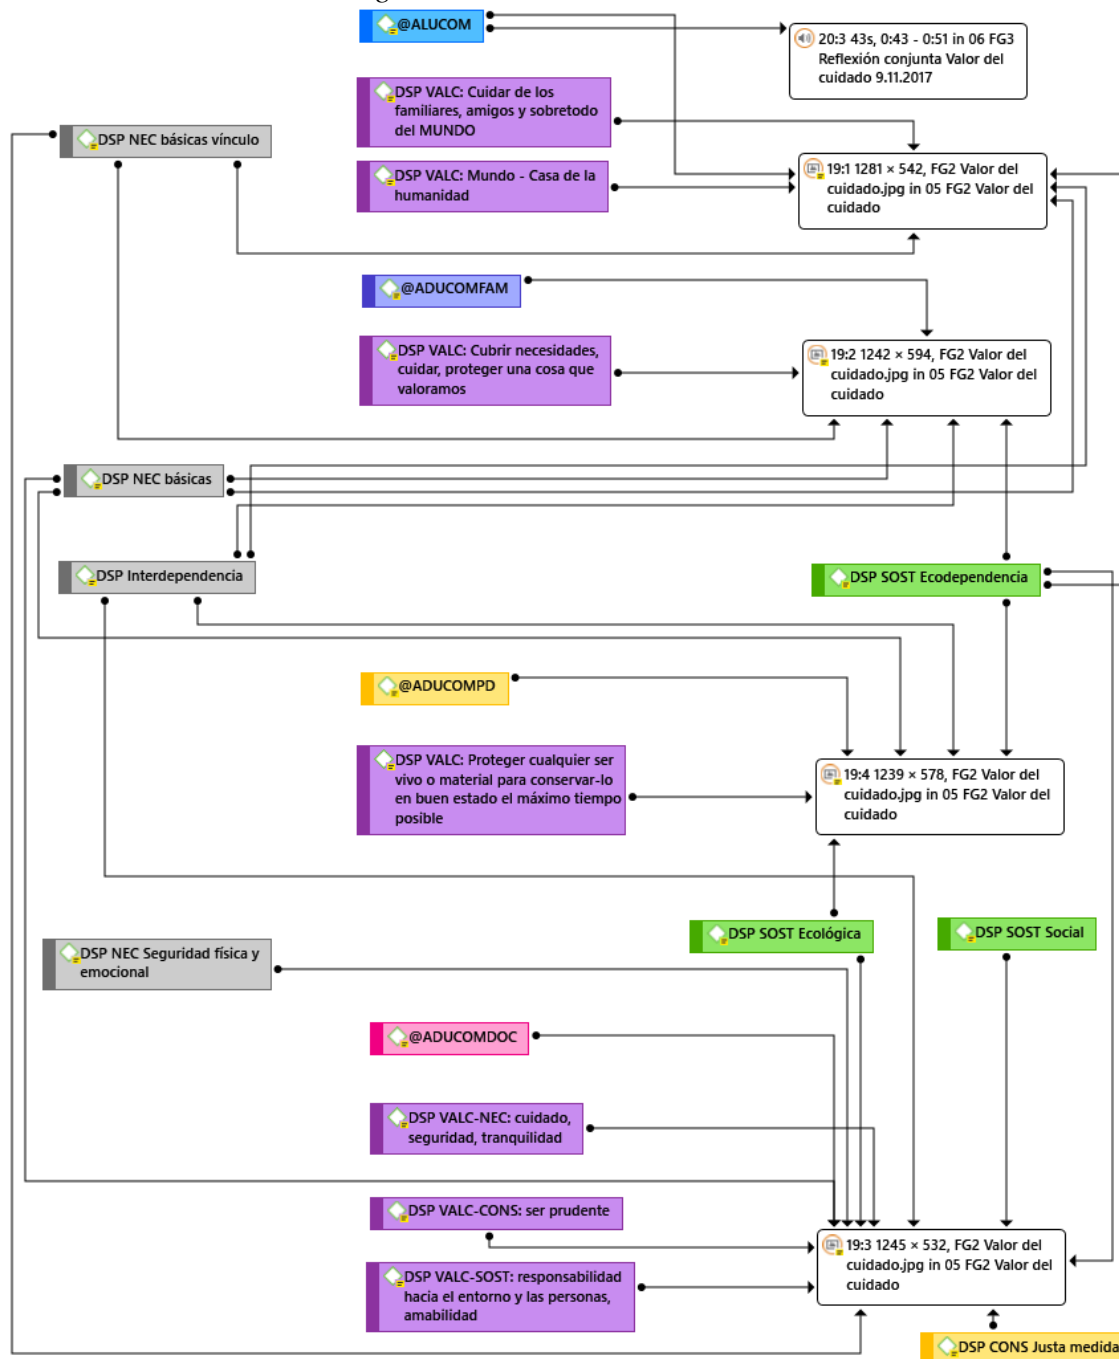 @ALUCOM
20:3 43s, 0:43 - 0:51 in 06 FG3
Reflexión conjunta Valor del
cuidado 9.11.2017
DSP VALC: Cuidar de los
familiares, amigos y sobretodo
del MUNDO
DSP NEC básicas vínculo
DSP VALC: Mundo - Casa de la
humanidad
19:1 1281 × 542, FG2 Valor del
cuidado.jpg in 05 FG2 Valor del
cuidado
@ADUCOMFAM
DSP VALC: Cubrir necesidades,
cuidar, proteger una cosa que
valoramos
19:2 1242 × 594, FG2 Valor del
cuidado.jpg in 05 FG2 Valor del
cuidado
DSP NEC básicas
DSP Interdependencia
DSP SOST Ecodependencia
@ADUCOMPD
DSP VALC: Proteger cualquier ser
vivo o material para conservar-lo
en buen estado el máximo tiempo
posible
19:4 1239 × 578, FG2 Valor del
cuidado.jpg in 05 FG2 Valor del
cuidado
DSP SOST Ecológica
DSP SOST Social
DSP NEC Seguridad física y
emocional
@ADUCOMDOC
DSP VALC-NEC: cuidado,
seguridad, tranquilidad
DSP VALC-CONS: ser prudente
19:3 1245 × 532, FG2 Valor del
cuidado.jpg in 05 FG2 Valor del
cuidado
DSP VALC-SOST: responsabilidad
hacia el entorno y las personas,
amabilidad
DSP CONS Justa medida